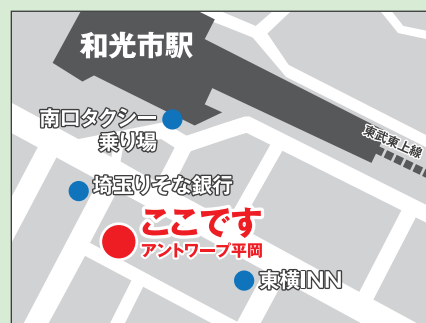 和光市駅
東武東上線
南口タクシー
乗り場
埼玉りそな銀行
ここです
アントワープ平岡
東横INN